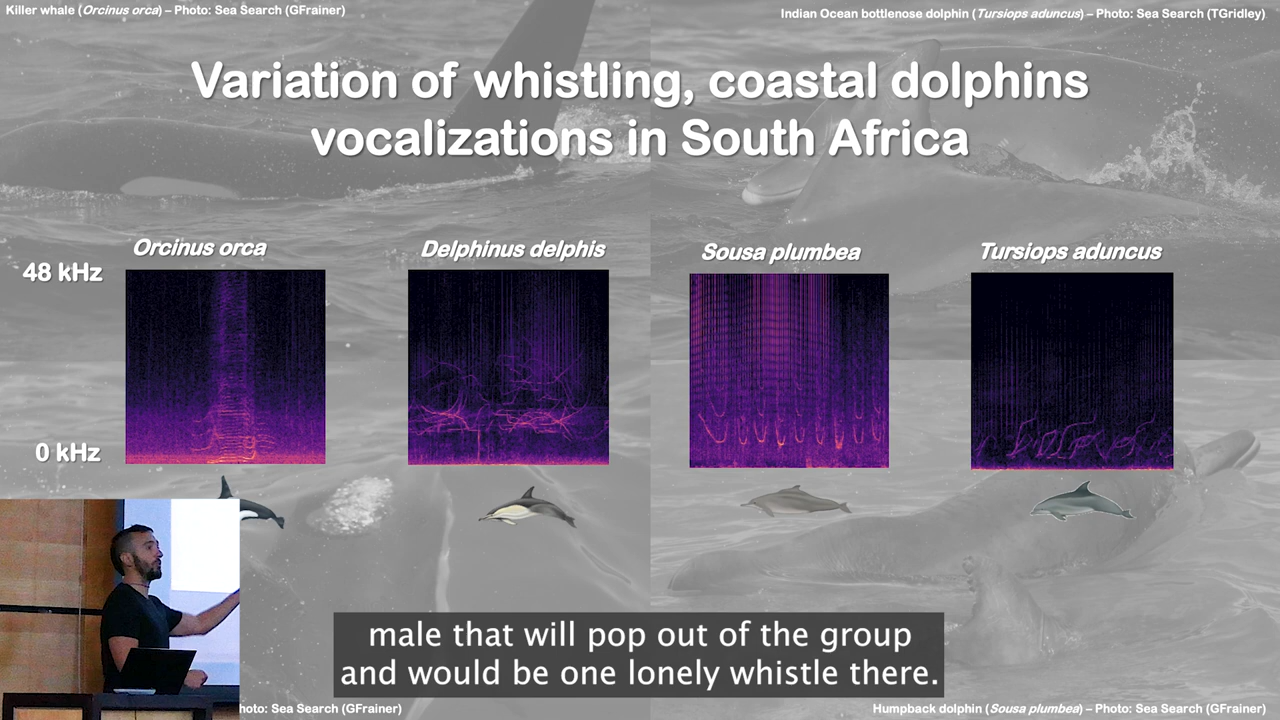 Killer whale (Orcinus orca) – Photo: Sea Search (GFrainer)
Indian Ocean bottlenose dolphin (Tursiops aduncus) – Photo: Sea Search (TGridley)
Variation of whistling, coastal dolphins
vocalizations in South Africa
Orcinus orca
Delphinus delphis
Sousa plumbea
Tursiops aduncus
48 kHz
0 kHz
male that will pop out of the group
and would be one lonely whistle there.
hoto: Sea Search (GFrainer)
Humpback dolphin (Sousa plumbea) – Photo: Sea Search (GFrainer)